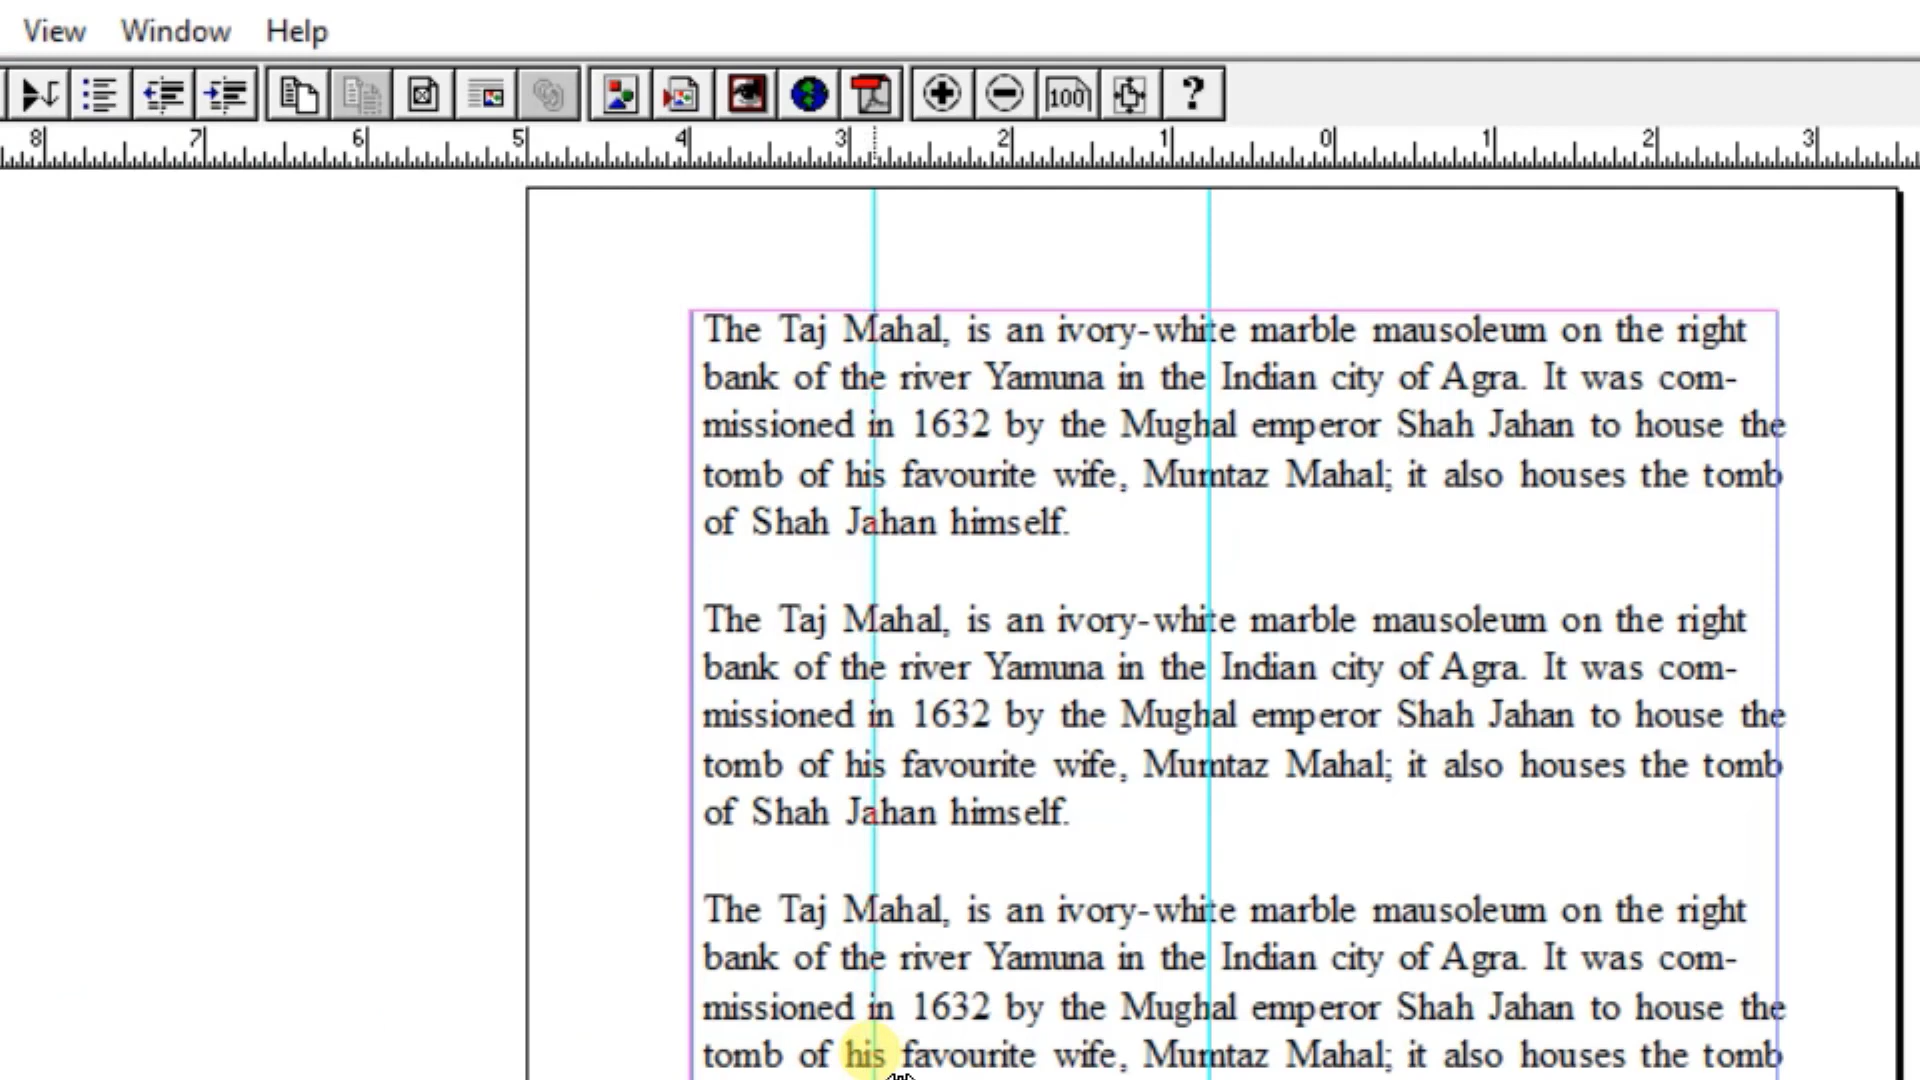 View Window Help
100 ?
8 7 6 5 4 3 2 1 0 1 2 3
The Taj Mahal, is an ivory-white marble mausoleum on the right
bank of the river Yamuna in the Indian city of Agra. It was com-
missioned in 1632 by the Mughal emperor Shah Jahan to house the
tomb of his favourite wife, Mumtaz Mahal; it also houses the tomb
of Shah Jahan himself.
The Taj Mahal, is an ivory-white marble mausoleum on the right
bank of the river Yamuna in the Indian city of Agra. It was com-
missioned in 1632 by the Mughal emperor Shah Jahan to house the
tomb of his favourite wife, Mumtaz Mahal; it also houses the tomb
of Shah Jahan himself.
The Taj Mahal, is an ivory-white marble mausoleum on the right
bank of the river Yamuna in the Indian city of Agra. It was com-
missioned in 1632 by the Mughal emperor Shah Jahan to house the
tomb of his favourite wife, Mumtaz Mahal; it also houses the tomb